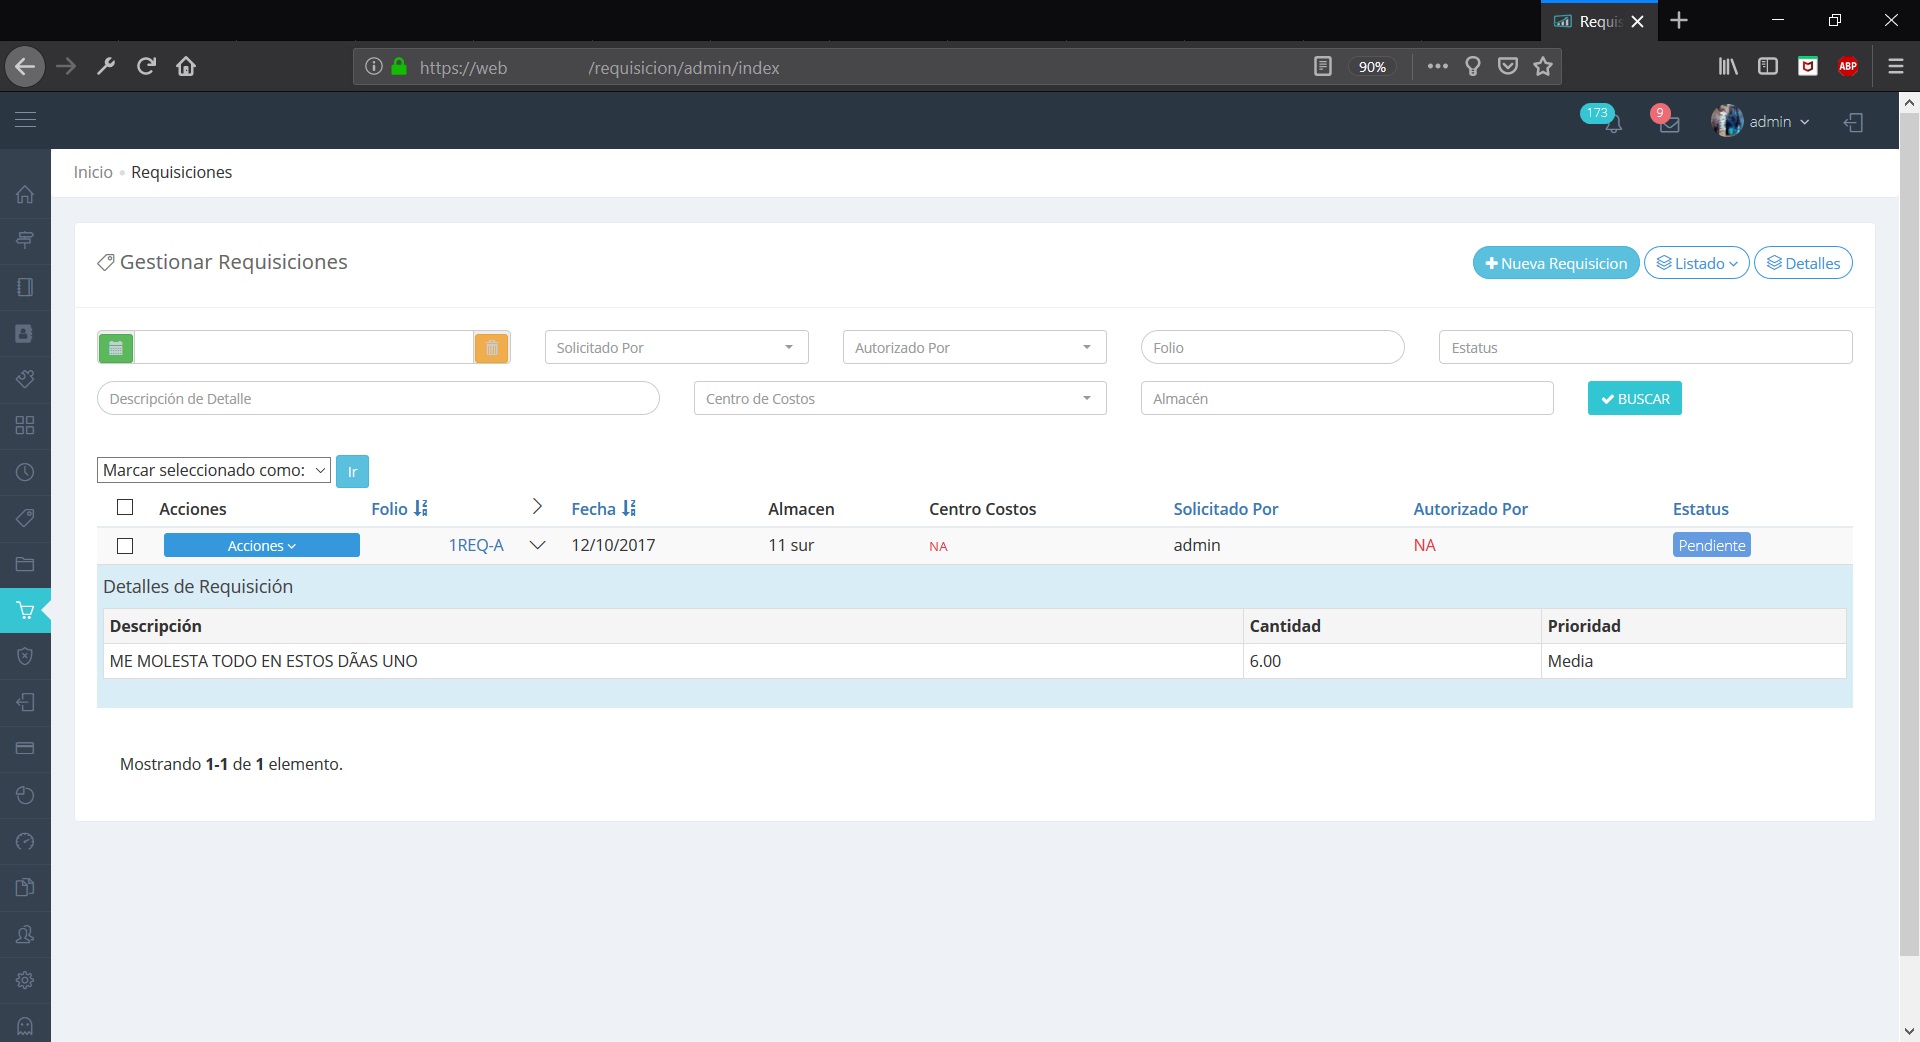 Requis
https://web /requisicion/admin/index
90%
ABP
173
9
admin
Inicio • Requisiciones
Gestionar Requisiciones
Nueva Requisicion
Listado
Detalles
Solicitado Por
Autorizado Por
Folio
Estatus
Descripción de Detalle
Centro de Costos
Almacén
BUSCAR
Marcar seleccionado como:
Ir
Acciones Folio Fecha Almacen Centro Costos Solicitado Por Autorizado Por Estatus
Acciones 1REQ-A 12/10/2017 11 sur NA admin NA Pendiente
Detalles de Requisición
Descripción Cantidad Prioridad
ME MOLESTA TODO EN ESTOS DÃAS UNO 6.00 Media
Mostrando 1-1 de 1 elemento.